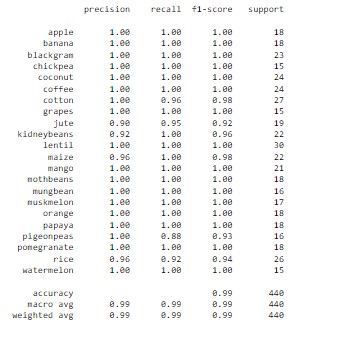 precision recall f1-score support
apple 1.00 1.00 1.00 18
banana 1.00 1.00 1.00 18
blackgram 1.00 1.00 1.00 23
chickpea 1.00 1.00 1.00 15
coconut 1.00 1.00 1.00 24
coffee 1.00 1.00 1.00 24
cotton 1.00 0.96 0.98 27
grapes 1.00 1.00 1.00 15
jute 0.90 0.95 0.92 19
kidneybeans 0.92 1.00 0.96 22
lentil 1.00 1.00 1.00 30
maize 0.96 1.00 0.98 22
mango 1.00 1.00 1.00 21
mothbeans 1.00 1.00 1.00 18
mungbean 1.00 1.00 1.00 16
muskmelon 1.00 1.00 1.00 17
orange 1.00 1.00 1.00 18
papaya 1.00 1.00 1.00 18
pigeonpeas 1.00 0.88 0.93 16
pomegranate 1.00 1.00 1.00 18
rice 0.96 0.92 0.94 26
watermelon 1.00 1.00 1.00 15
accuracy 0.99 440
macro avg 0.99 0.99 0.99 440
weighted avg 0.99 0.99 0.99 440